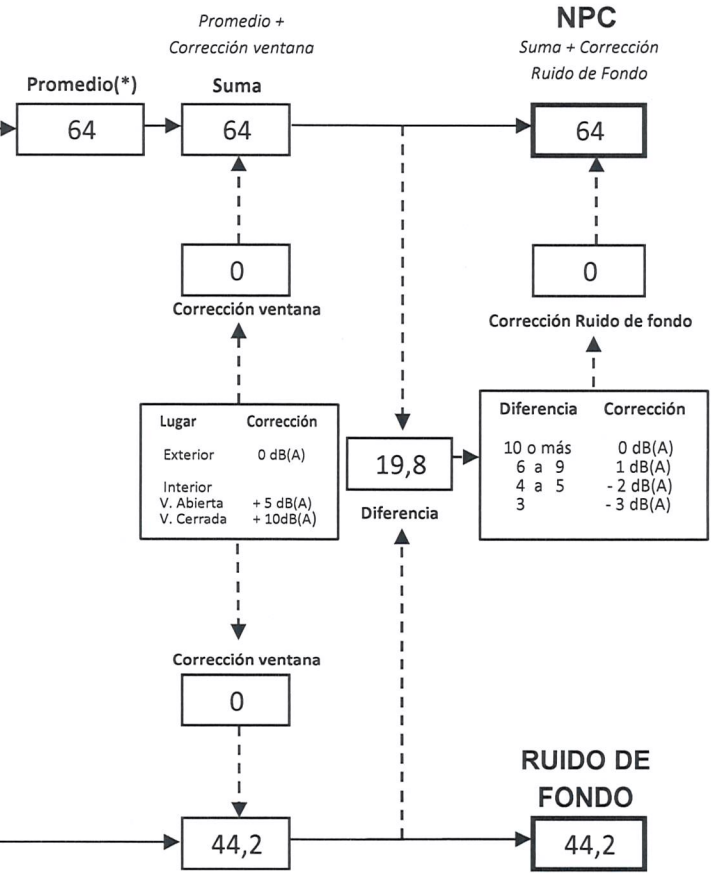 Promedio +
Corrección ventana
NPC
Suma + Corrección
Ruido de Fondo
Promedio(*)
Suma
64
64
64
0
Corrección ventana
0
Corrección Ruido de fondo
Lugar Corrección
Exterior 0 dB(A)
Interior
V. Abierta + 5 dB(A)
V. Cerrada + 10dB(A)
19,8
Diferencia
Diferencia Corrección
10 o más 0 dB(A)
6 a 9 1 dB(A)
4 a 5 - 2 dB(A)
3 - 3 dB(A)
Corrección ventana
0
44,2
RUIDO DE
FONDO
44,2